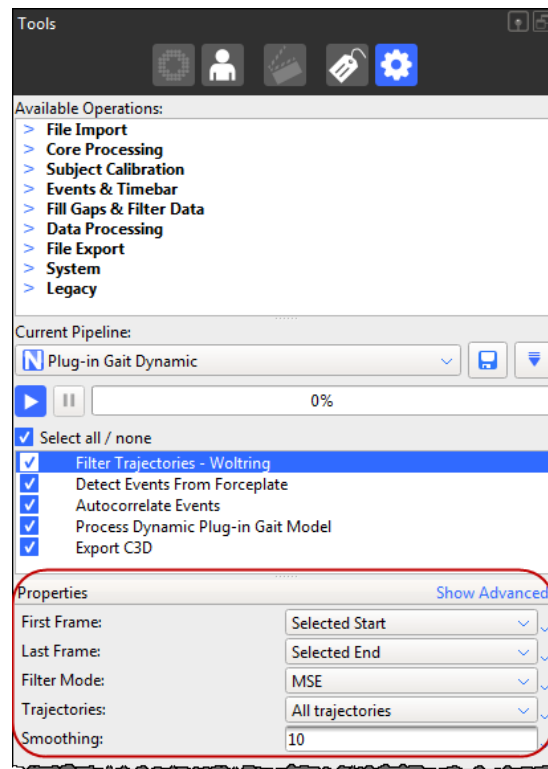 Tools
Available Operations:
> File Import
> Core Processing
> Subject Calibration
> Events & Timebar
> Fill Gaps & Filter Data
> Data Processing
> File Export
> System
> Legacy
Current Pipeline:
N Plug-in Gait Dynamic
0%
Select all / none
Filter Trajectories - Woltring
Detect Events From Forceplate
Autocorrelate Events
Process Dynamic Plug-in Gait Model
Export C3D
Properties Show Advanced
First Frame: Selected Start
Last Frame: Selected End
Filter Mode: MSE
Trajectories: All trajectories
Smoothing: 10